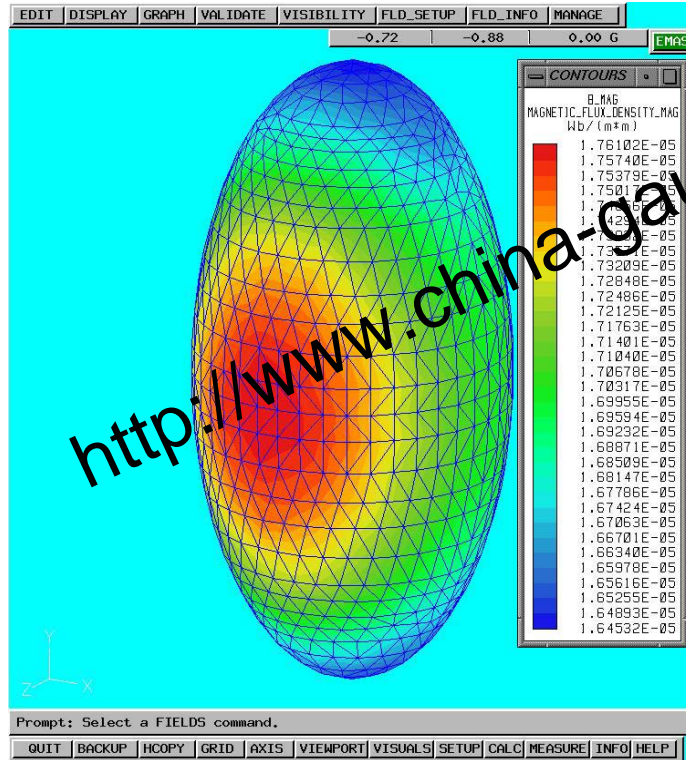 EDIT DISPLAY GRAPH VALIDATE VISIBILITY FLD_SETUP FLD_INFO MANAGE
-0.72 -0.88 0.00 G
EMAS
CONTOURS
B_MAG
MAGNETIC_FLUX_DENSITY_MAG
Wb/(m*m)
1.76102E-05
1.75740E-05
1.75379E-05
1.73209E-05
1.72848E-05
1.72486E-05
1.72125E-05
1.71763E-05
1.71401E-05
1.71040E-05
1.70678E-05
1.70317E-05
1.69955E-05
1.69594E-05
1.69232E-05
1.68871E-05
1.68509E-05
1.68147E-05
1.67786E-05
1.67424E-05
1.67063E-05
1.66701E-05
1.66340E-05
1.65978E-05
1.65616E-05
1.65255E-05
1.64893E-05
1.64532E-05
http://www.china-gau
Y
Z X
Prompt: Select a FIELDS command.
QUIT BACKUP HCOPY GRID AXIS VIEWPORT VISUALS SETUP CALC MEASURE INFO HELP